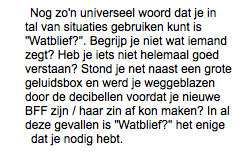 Nog zo'n universeel woord dat je in
tal van situaties gebruiken kunt is
"Watblief?". Begrijp je niet wat iemand
zegt? Heb je iets niet helemaal goed
verstaan? Stond je net naast een grote
geluidsbox en werd je weggeblazen
door de decibellen voordat je nieuwe
BFF zijn / haar zin af kon maken? In al
deze gevallen is "Watblief?" het enige
dat je nodig hebt.